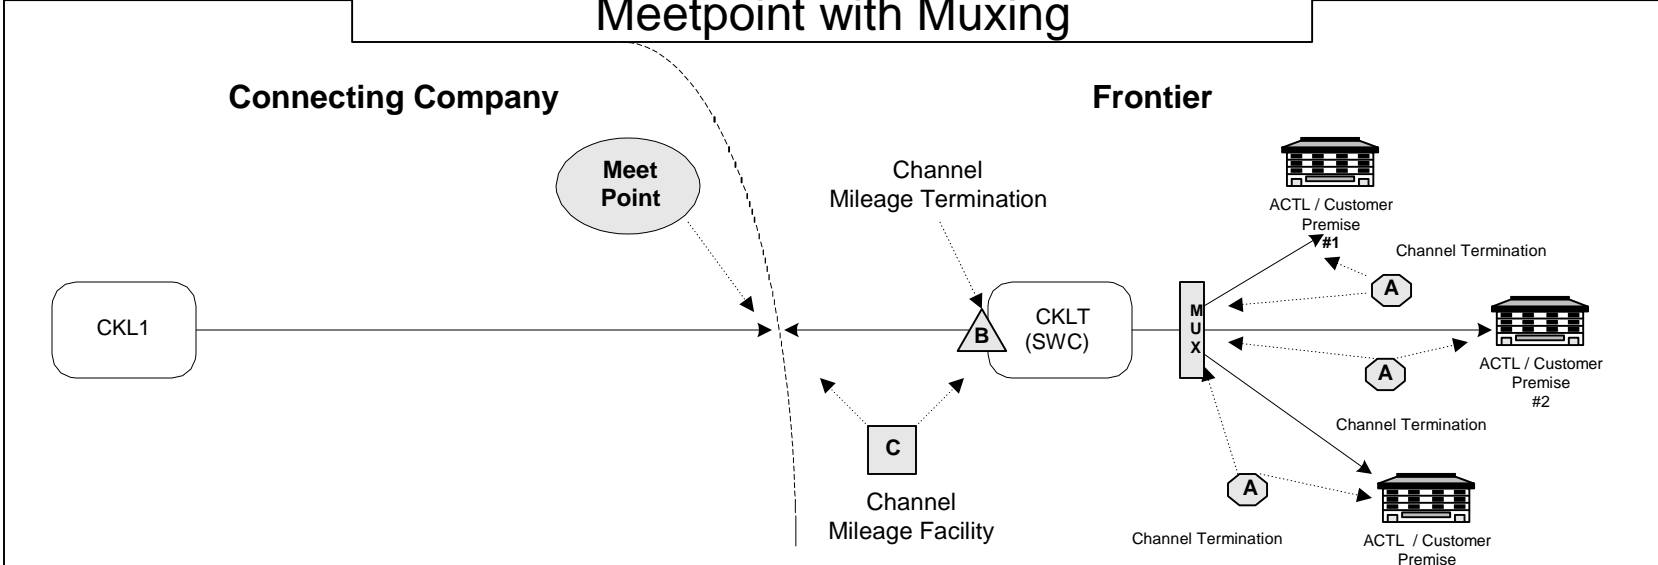 Meetpoint with Muxing
Connecting Company
Frontier
Meet
Point
Channel
Mileage Termination
ACTL / Customer
Premise
#1
Channel Termination
A
CKL1
B
CKLT
(SWC)
M
U
X
A
ACTL / Customer
Premise
#2
Channel Termination
C
Channel
Mileage Facility
A
Channel Termination
ACTL / Customer
Premise